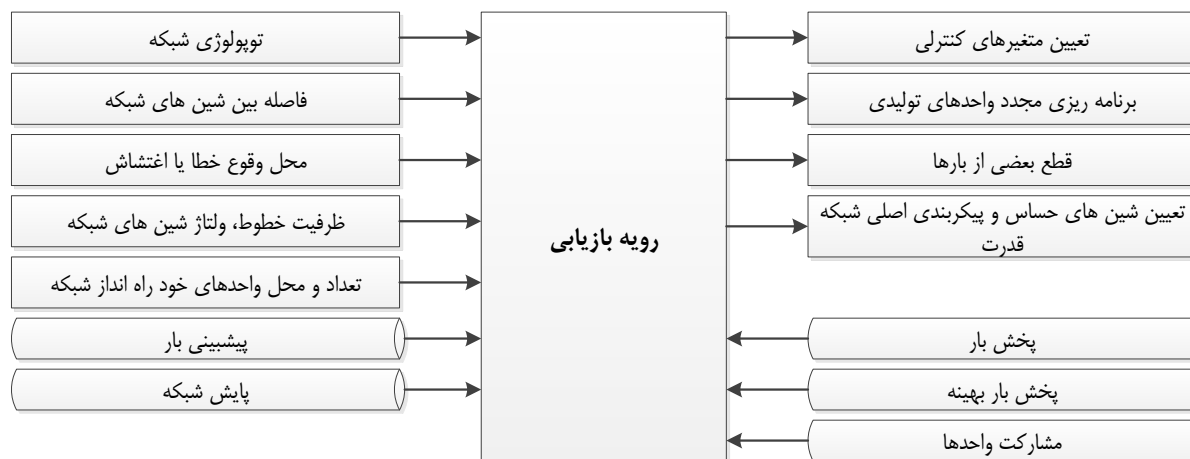 توپولوژی شبکه
فاصله بین شین های شبکه
محل وقوع خطا یا اغتشاش
ظرفیت خطوط، ولتاژ شین های شبکه
تعداد و محل واحدهای خود راه انداز شبکه
پیشبینی بار
پایش شبکه
رویه بازیابی
تعیین متغیرهای کنترلی
برنامه ریزی مجدد واحدهای تولیدی
قطع بعضی از بارها
تعیین شین های حساس و پیکربندی اصلی شبکه
قدرت
پخش بار
پخش بار بهینه
مشارکت واحدها